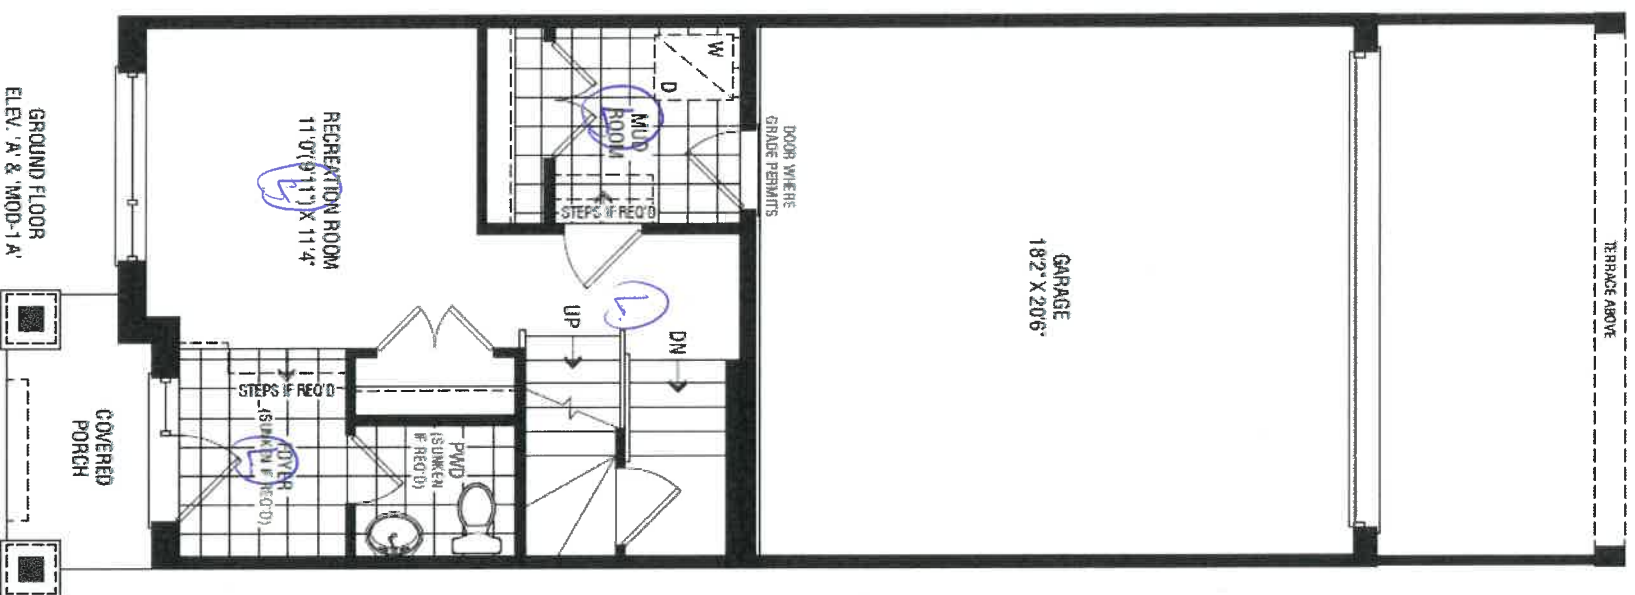 TERRACE ABOVE
GARAGE
18'2" X 20'6"
DOOR WHERE
GRADE PERMITS
W
D
MUD
ROOM
STEPS IF REQ'D
DN
UP
RECREATION ROOM
11'0"(9'11") X 11'4"
STEPS IF REQ'D
FOYER
(SUNKEN IF REQ'D)
PWD
(SUNKEN
IF REQ'D)
COVERED
PORCH
GROUND FLOOR
ELEV. 'A' & 'MOD-1 A'